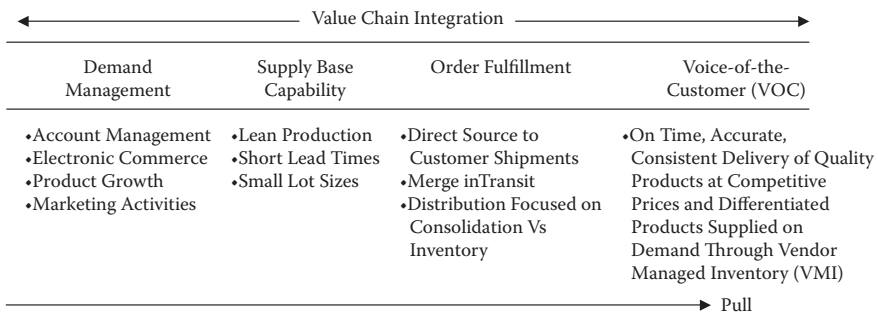 Value Chain Integration
Demand
Management
Supply Base
Capability
Order Fulfillment
Voice-of-the-
Customer (VOC)
•Account Management
•Electronic Commerce
•Product Growth
•Marketing Activities
•Lean Production
•Short Lead Times
•Small Lot Sizes
•Direct Source to
Customer Shipments
•Merge inTransit
•Distribution Focused on
Consolidation Vs
Inventory
•On Time, Accurate,
Consistent Delivery of Quality
Products at Competitive
Prices and Differentiated
Products Supplied on
Demand Through Vendor
Managed Inventory (VMI)
Pull